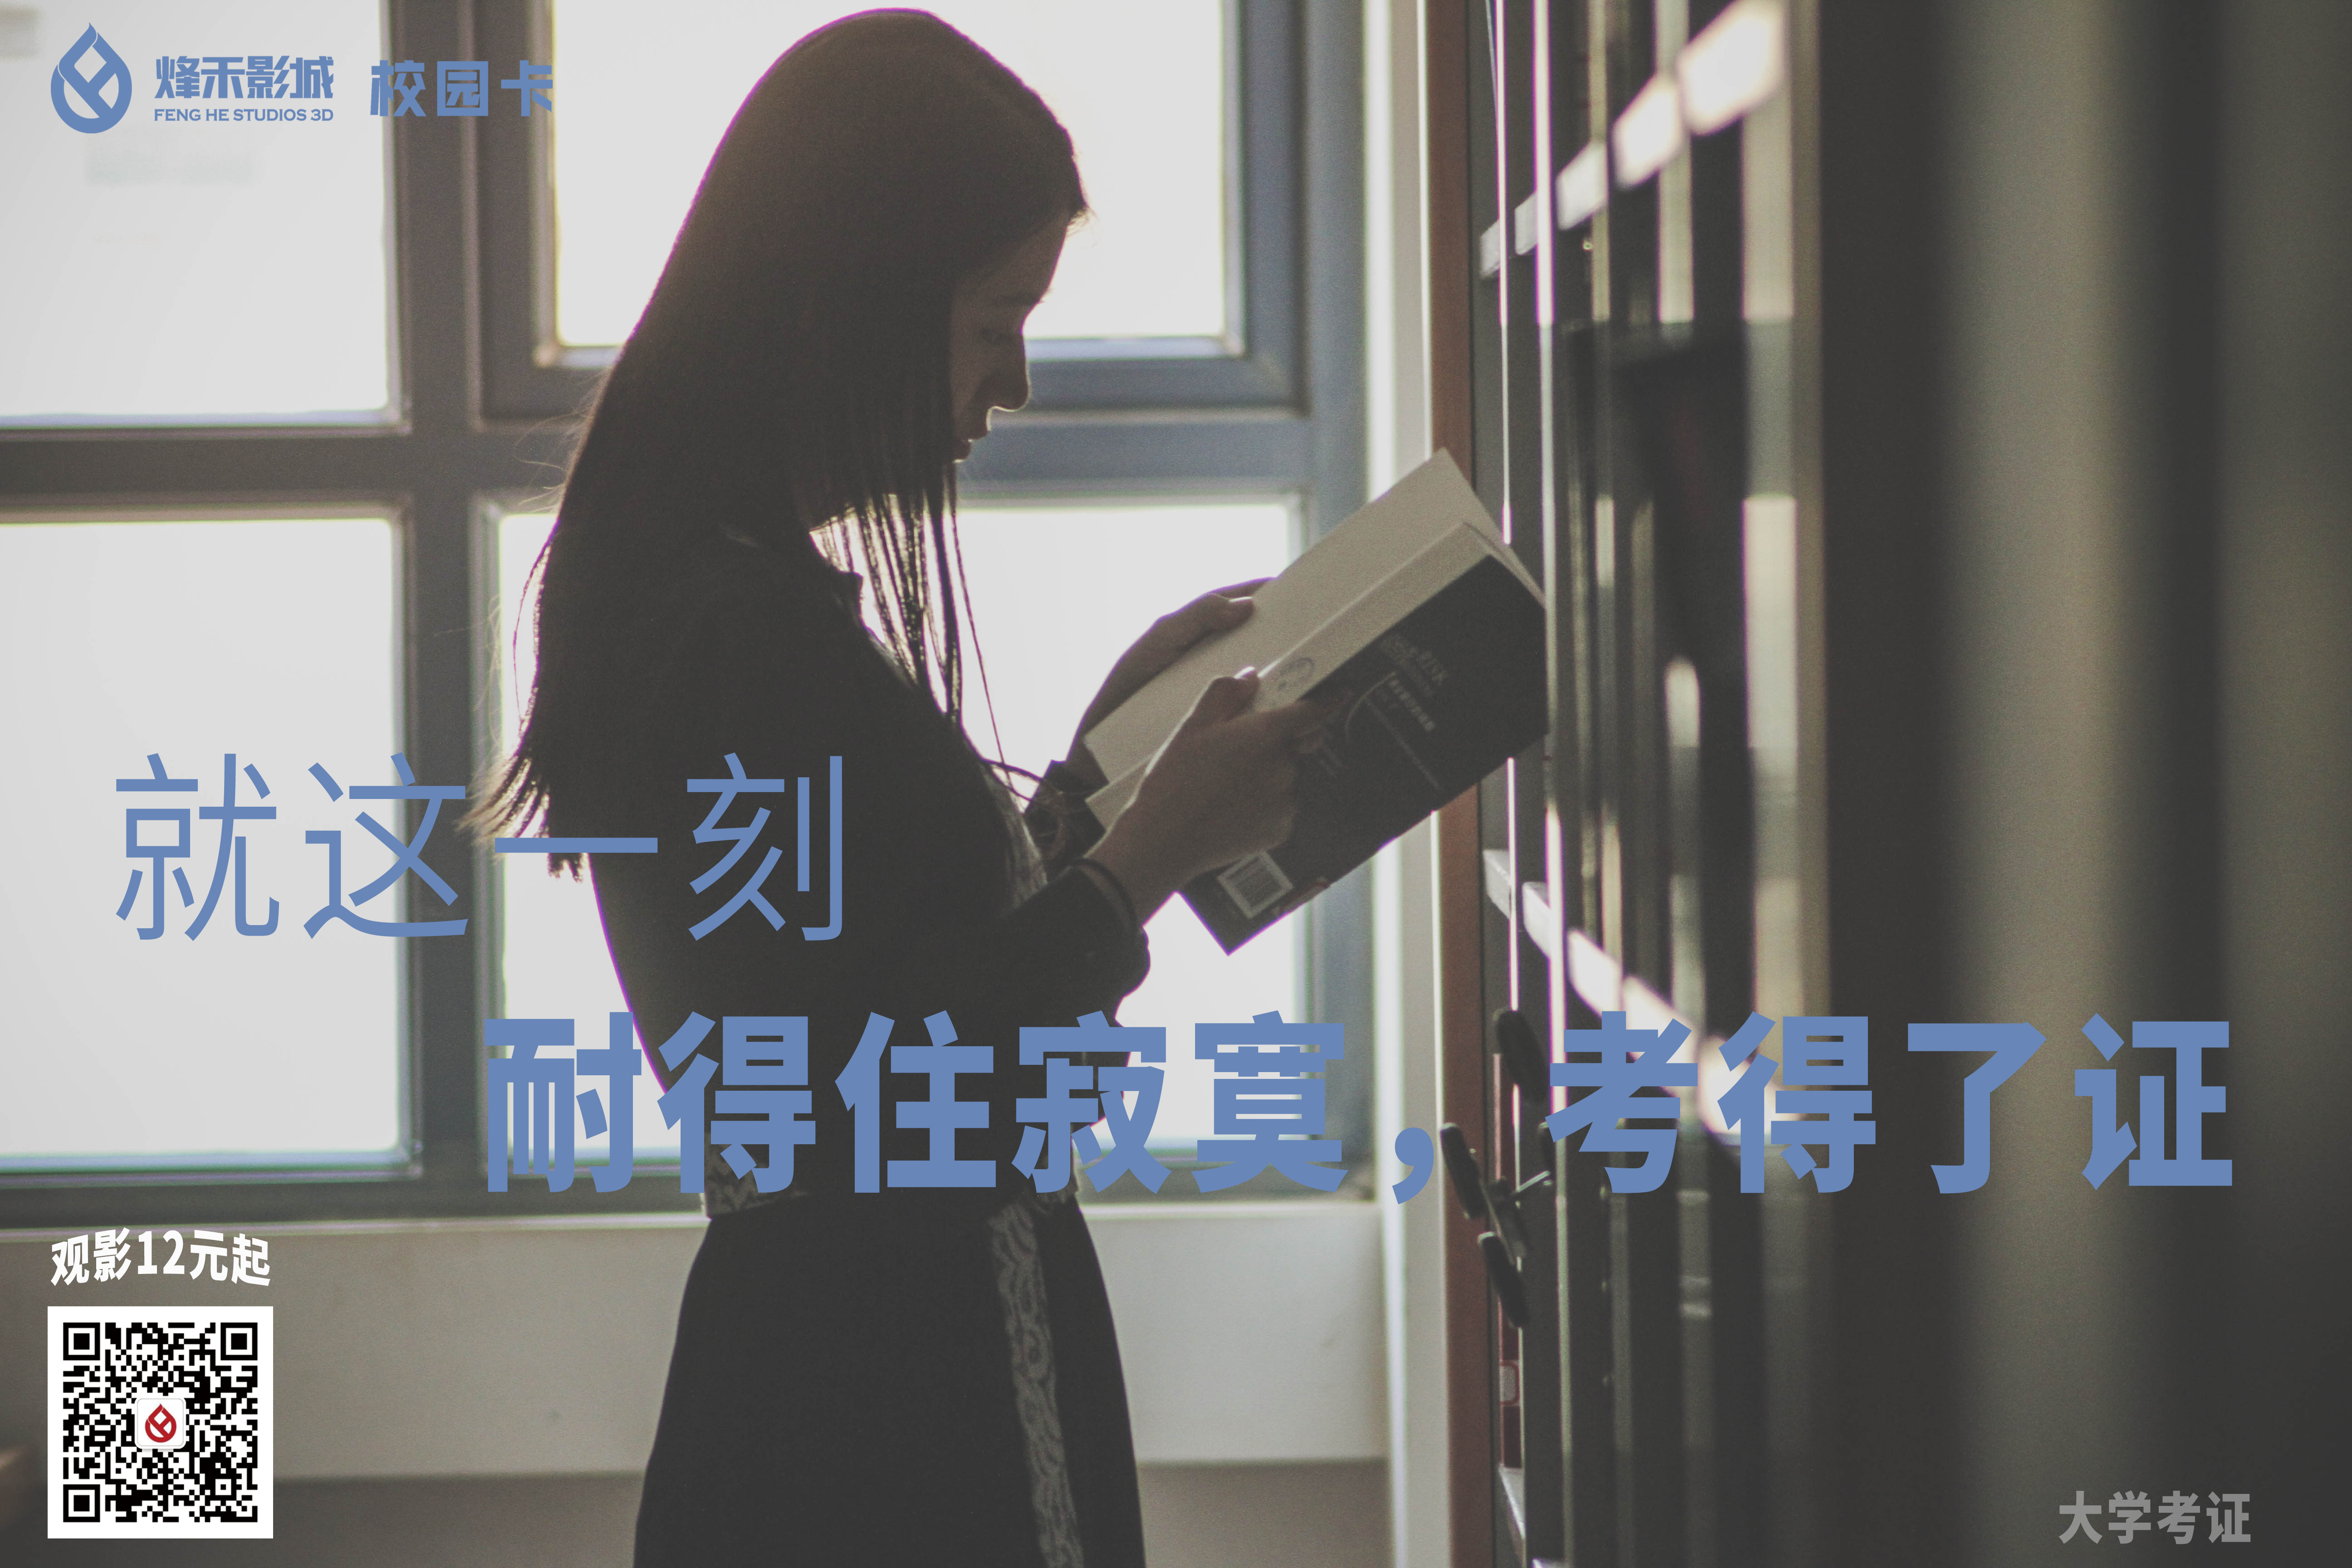 烽禾影城 校园卡
FENG HE STUDIOS 3D
就这一刻
耐得住寂寞，考得了证
观影12元起
大学考证